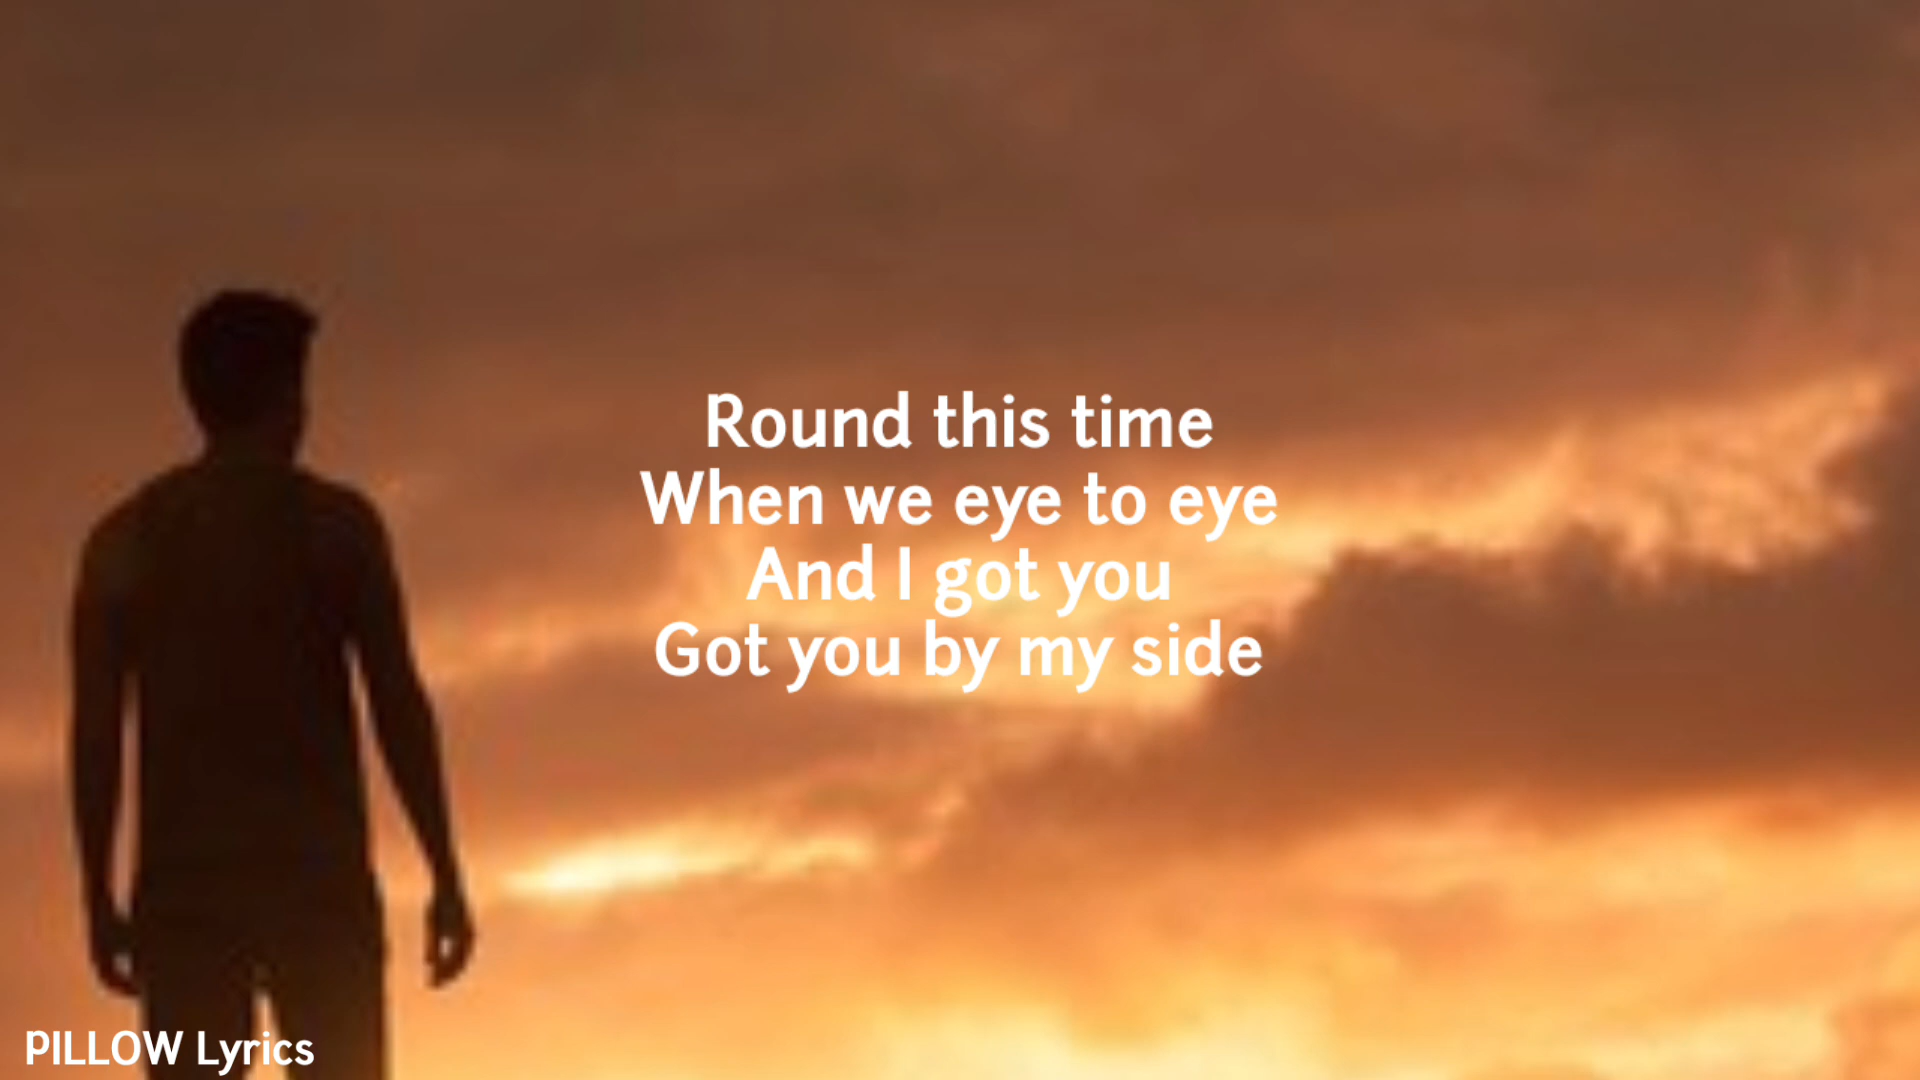 Round this time
When we eye to eye
And I got you
Got you by my side
PILLOW Lyrics